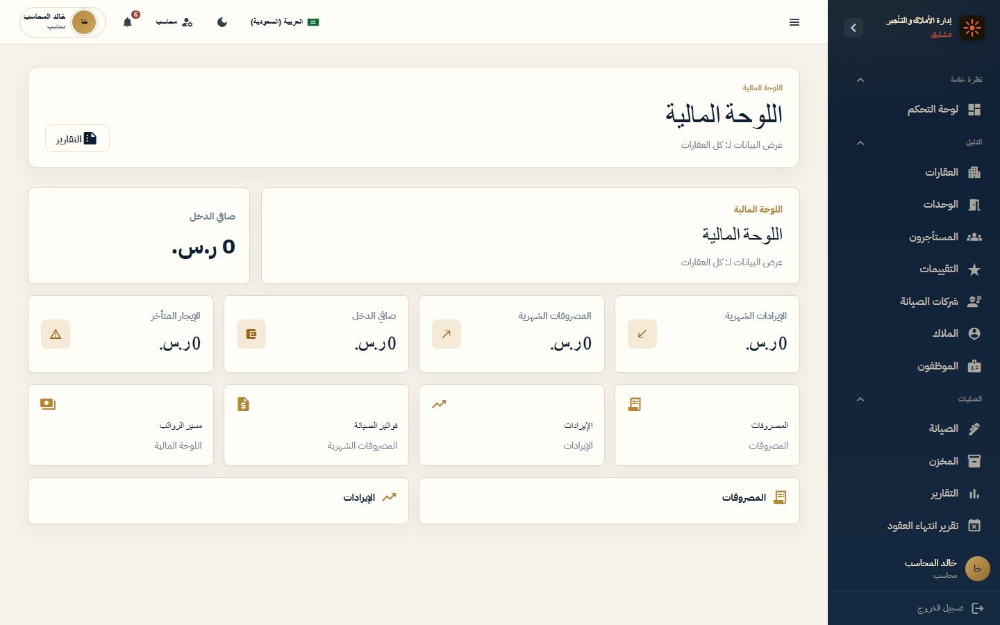 إدارة الأملاك والتأجير
مشارق
نظرة عامة
لوحة التحكم
الدليل
العقارات
الوحدات
المستأجرون
التقييمات
شركات الصيانة
الملاك
الموظفون
العمليات
الصيانة
المخزن
التقارير
تقرير انتهاء العقود
خا
خالد المحاسب
محاسب
تسجيل الخروج
العربية (السعودية)
محاسب
6
خا
خالد المحاسب
محاسب
اللوحة المالية
اللوحة المالية
عرض البيانات لـ: كل العقارات
التقارير
اللوحة المالية
اللوحة المالية
عرض البيانات لـ: كل العقارات
صافي الدخل
0 ر.س.
الإيرادات الشهرية
0 ر.س.
المصروفات الشهرية
0 ر.س.
صافي الدخل
0 ر.س.
الإيجار المتأخر
0 ر.س.
المصروفات
المصروفات
الإيرادات
الإيرادات
فواتير الصيانة
المصروفات الشهرية
مسير الرواتب
اللوحة المالية
المصروفات
الإيرادات